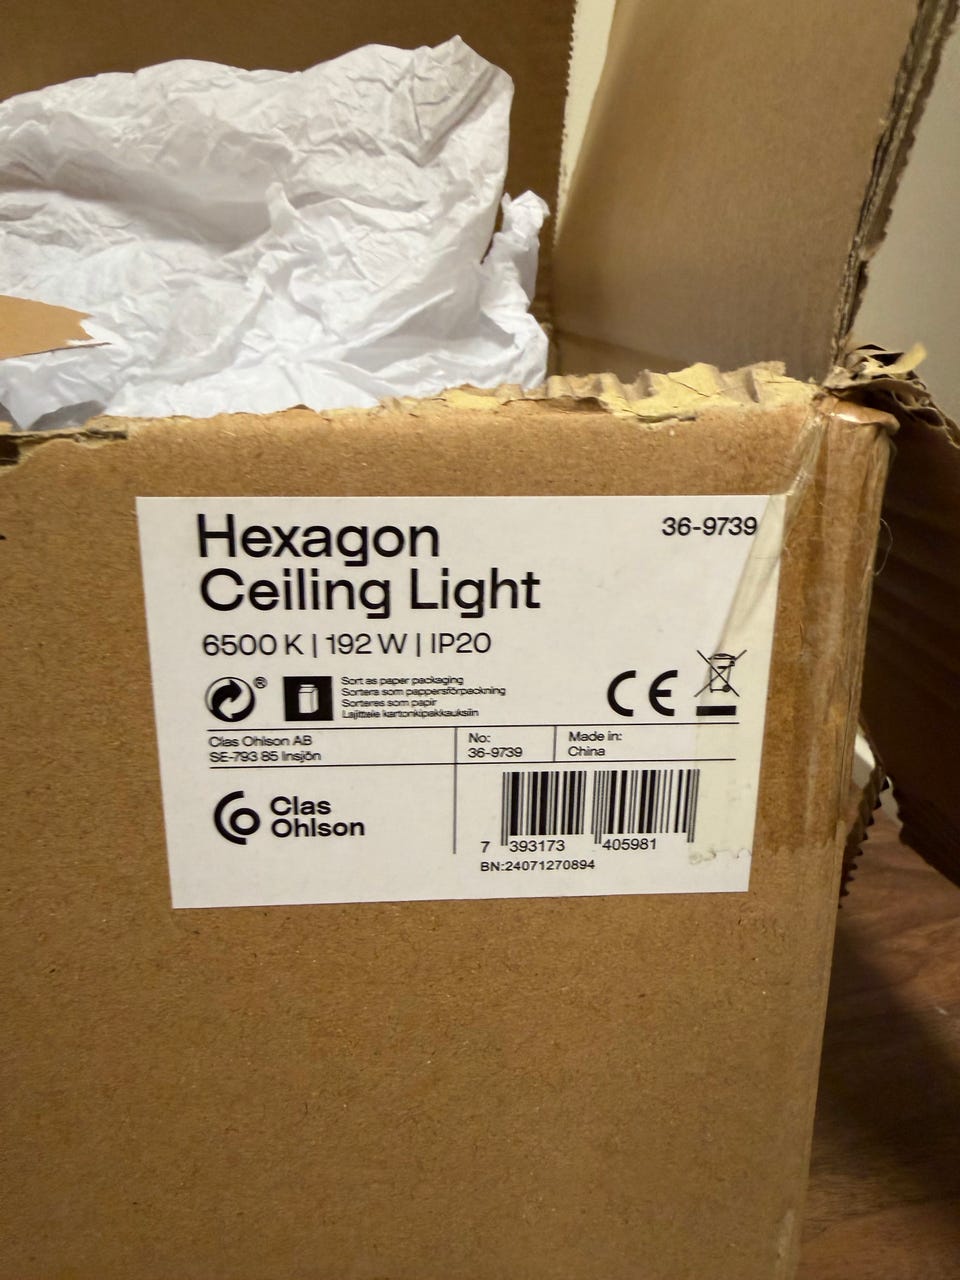 Hexagon
Ceiling Light
36-9739
6500 K | 192 W | IP20
®
Sort as paper packaging
Sortera som pappersförpackning
Sorteres som papir
Lajittele kartonkipakkauksiin
CE
Clas Ohlson AB
SE-793 85 Insjön
No:
36-9739
Made in:
China
Clas
Ohlson
7 393173 405981
BN:24071270894